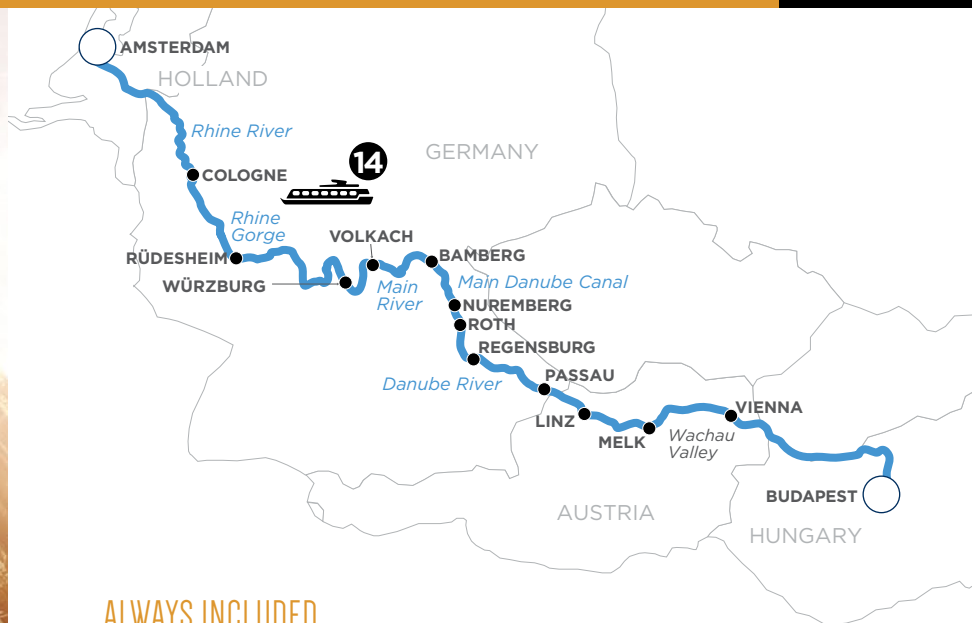 AMSTERDAM
HOLLAND
Rhine River
GERMANY
14
COLOGNE
Rhine
Gorge
VOLKACH
RÜDESHEIM
BAMBERG
WÜRZBURG
Main
River
Main Danube Canal
NUREMBERG
ROTH
REGENSBURG
Danube River
PASSAU
LINZ
VIENNA
MELK
Wachau
Valley
BUDAPEST
AUSTRIA
HUNGARY
ALWAYS INCLUDED